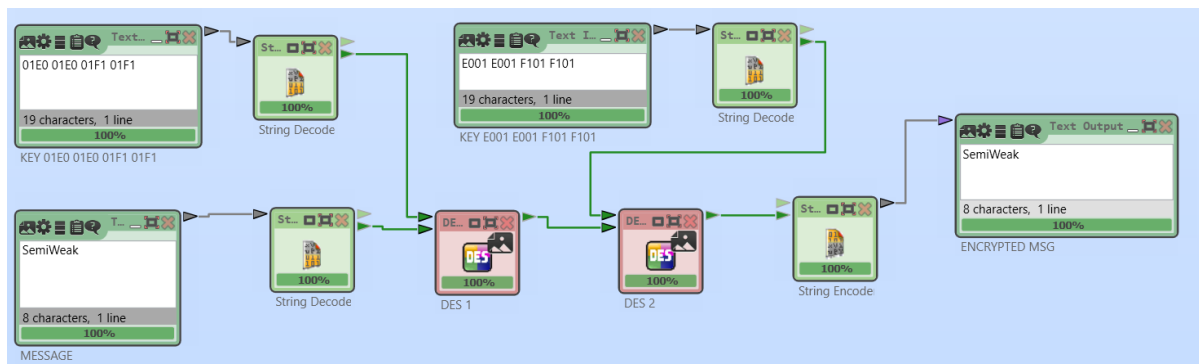 Text...
01E0 01E0 01F1 01F1
19 characters, 1 line
100%
KEY 01E0 01E0 01F1 01F1
St...
100%
String Decode
Text I...
E001 E001 F101 F101
19 characters, 1 line
100%
KEY E001 E001 F101 F101
St...
100%
String Decode
T...
SemiWeak
8 characters, 1 line
100%
MESSAGE
St...
100%
String Decode
DE...
DES
100%
DES 1
DE...
DES
100%
DES 2
St...
100%
String Encode
Text Output
SemiWeak
8 characters, 1 line
100%
ENCRYPTED MSG